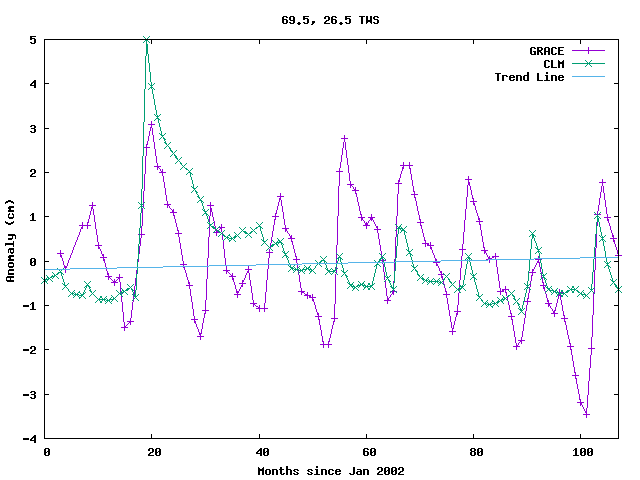 69.5, 26.5 TWS
GRACE
CLM
Trend Line
5
4
3
2
1
0
-1
-2
-3
-4
Anomaly (cm)
0 20 40 60 80 100
Months since Jan 2002